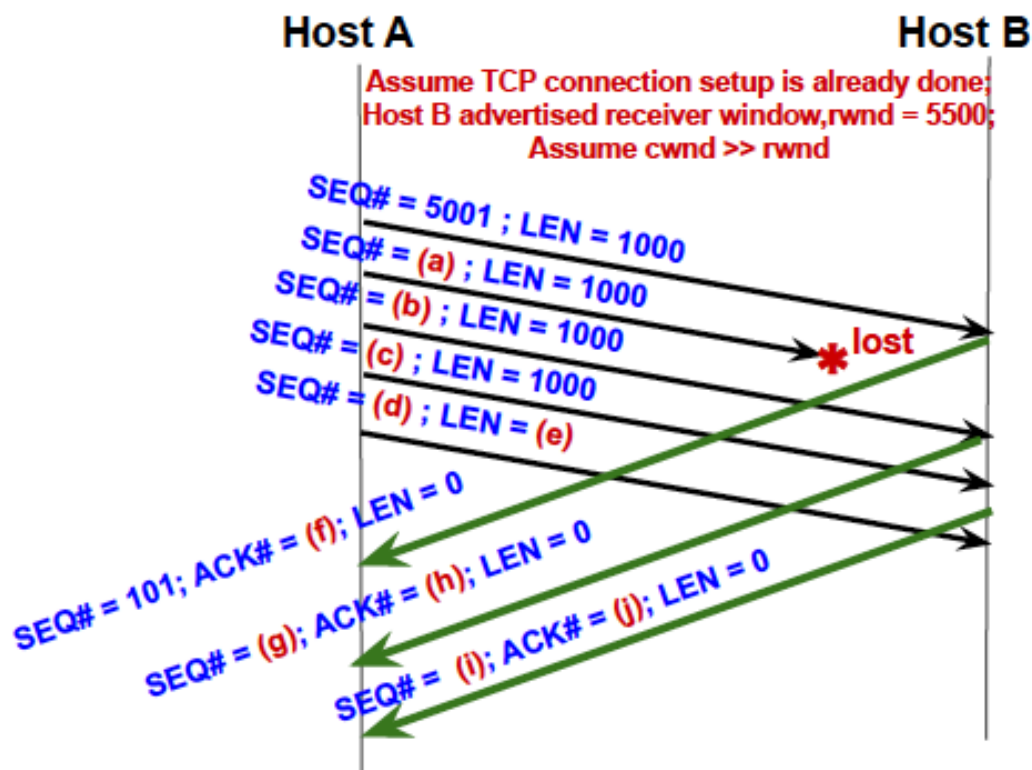 Host A
Host B
Assume TCP connection setup is already done;
Host B advertised receiver window,rwnd = 5500;
Assume cwnd >> rwnd
SEQ# = 5001 ; LEN = 1000
SEQ# = (a) ; LEN = 1000
SEQ# = (b) ; LEN = 1000
SEQ# = (c) ; LEN = 1000
SEQ# = (d) ; LEN = (e)
* lost
SEQ# = 101; ACK# = (f); LEN = 0
SEQ# = (g); ACK# = (h); LEN = 0
SEQ# = (i); ACK# = (j); LEN = 0